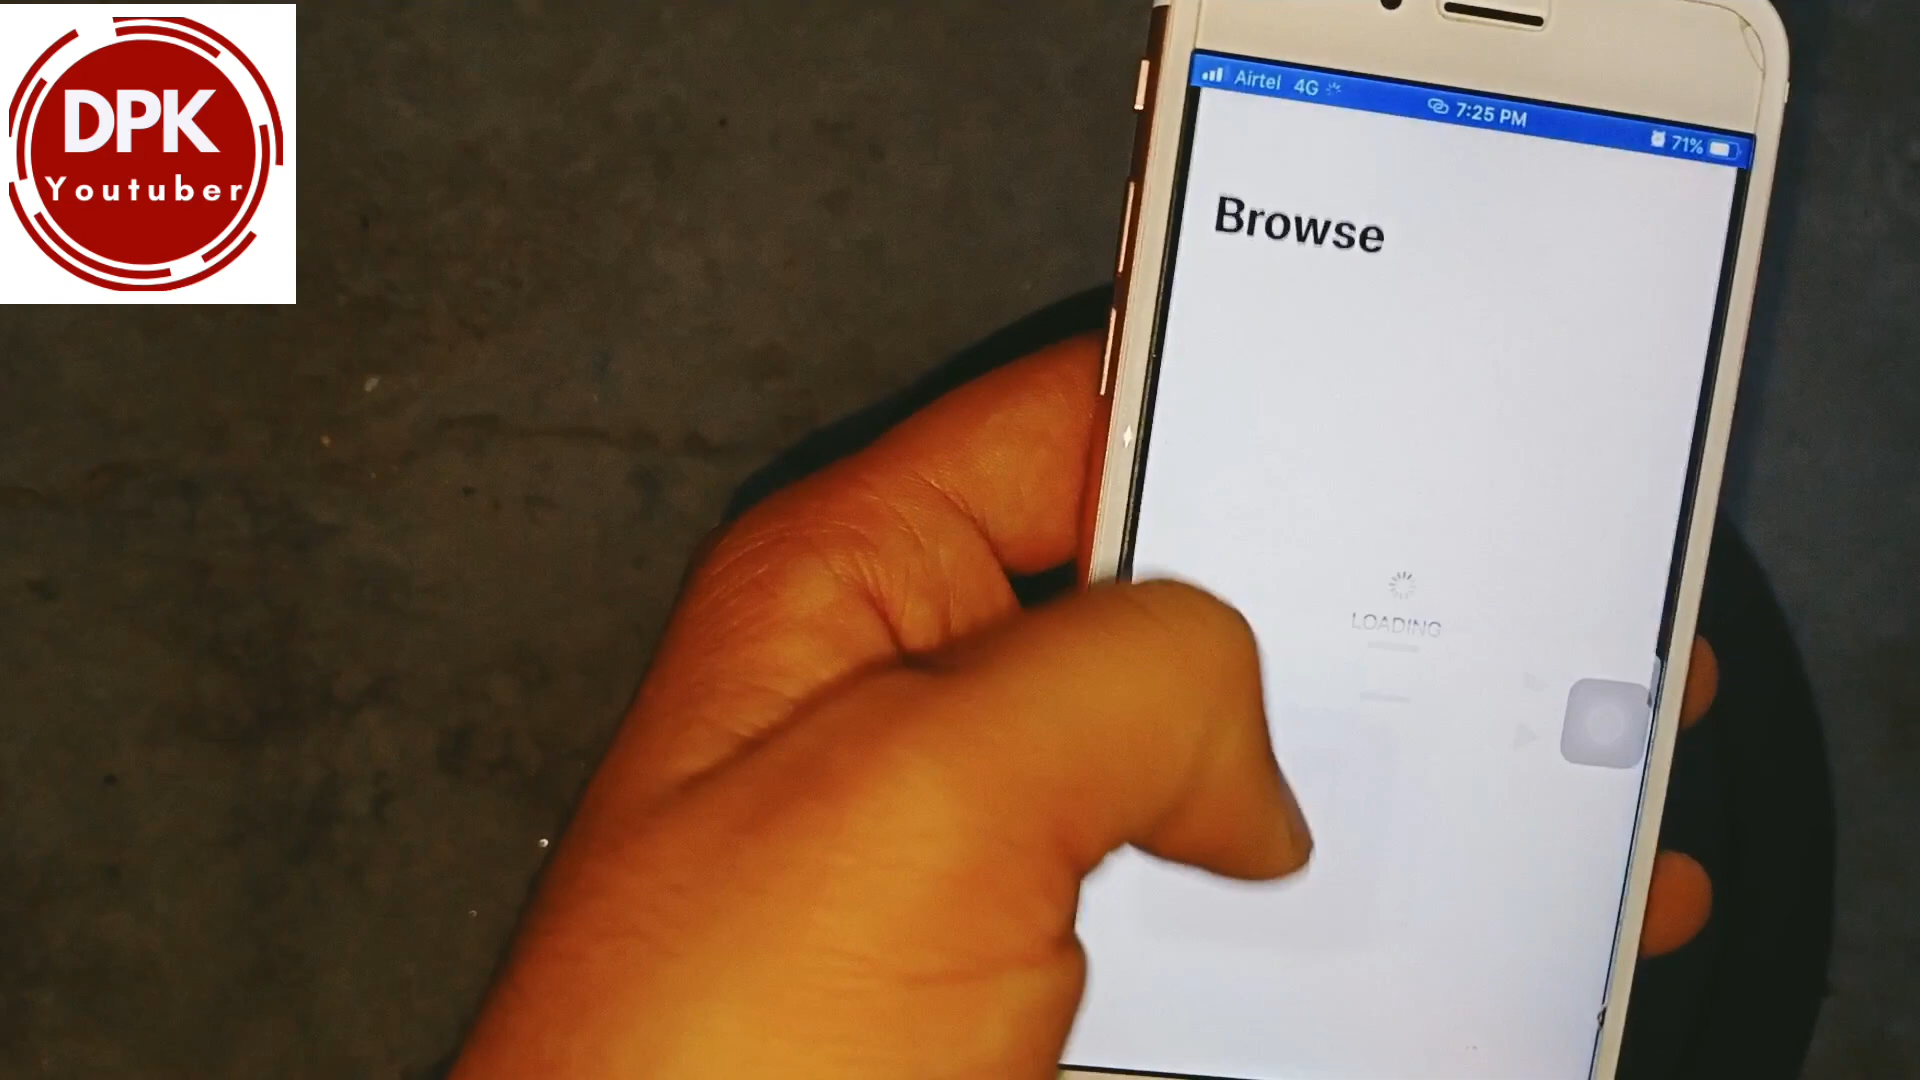 DPK
Youtuber
Airtel 4G
7:25 PM
71%
Browse
LOADING